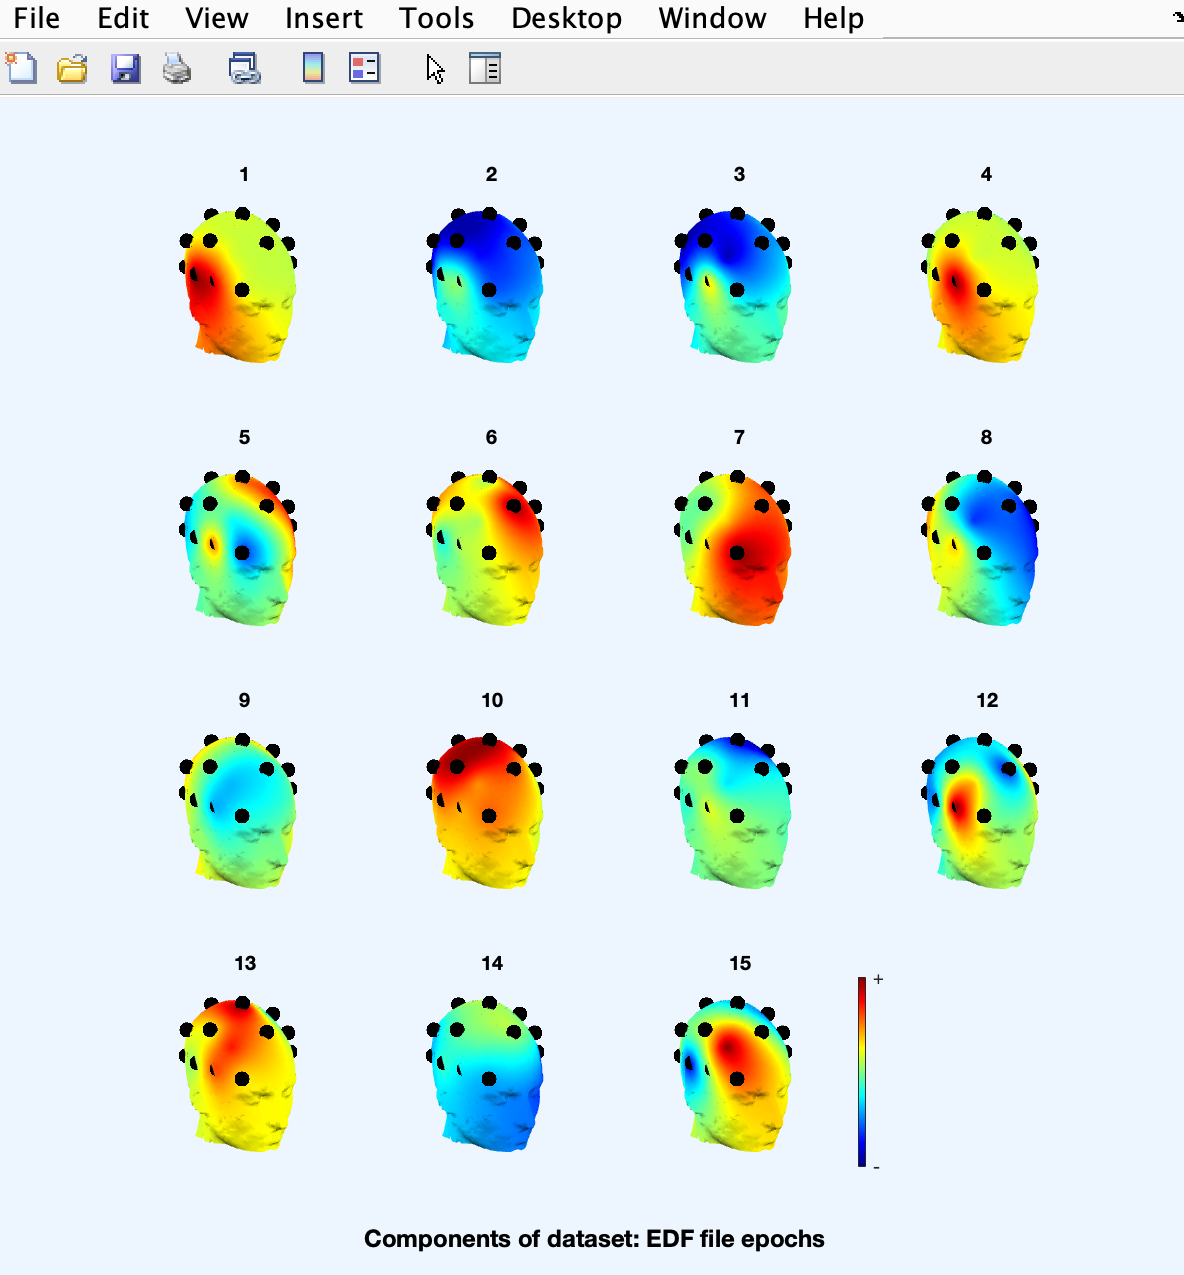 File Edit View Insert Tools Desktop Window Help
1 2 3 4
5 6 7 8
9 10 11 12
13 14 15
+
-
Components of dataset: EDF file epochs